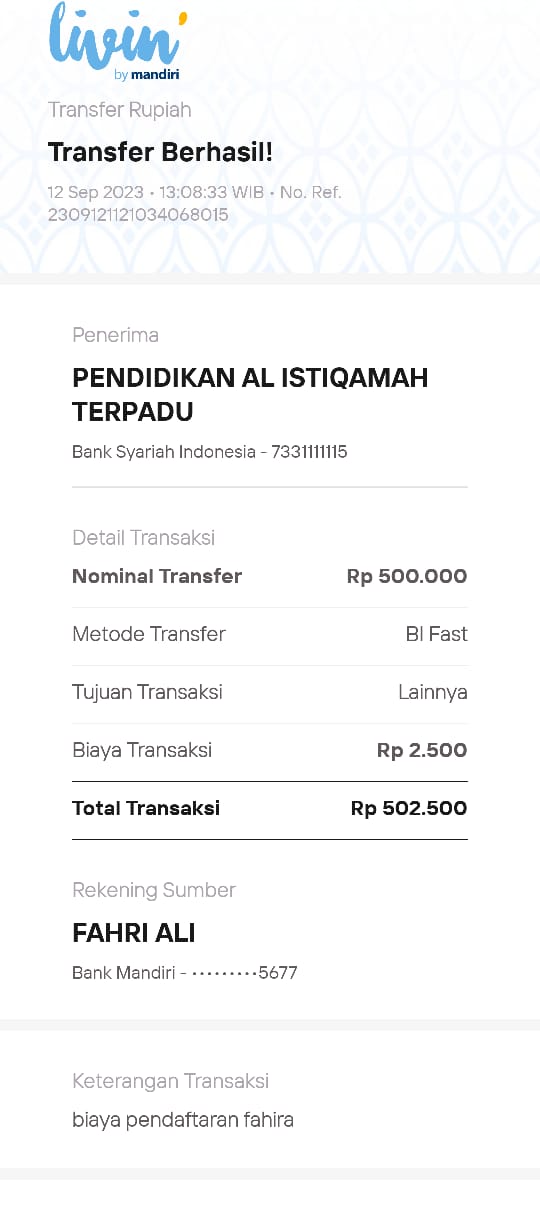 livin'
by mandiri
Transfer Rupiah
Transfer Berhasil!
12 Sep 2023 • 13:08:33 WIB • No. Ref.
2309121121034068015
Penerima
PENDIDIKAN AL ISTIQAMAH
TERPADU
Bank Syariah Indonesia - 7331111115
Detail Transaksi
Nominal Transfer Rp 500.000
Metode Transfer BI Fast
Tujuan Transaksi Lainnya
Biaya Transaksi Rp 2.500
Total Transaksi Rp 502.500
Rekening Sumber
FAHRI ALI
Bank Mandiri - •••••••••5677
Keterangan Transaksi
biaya pendaftaran fahira